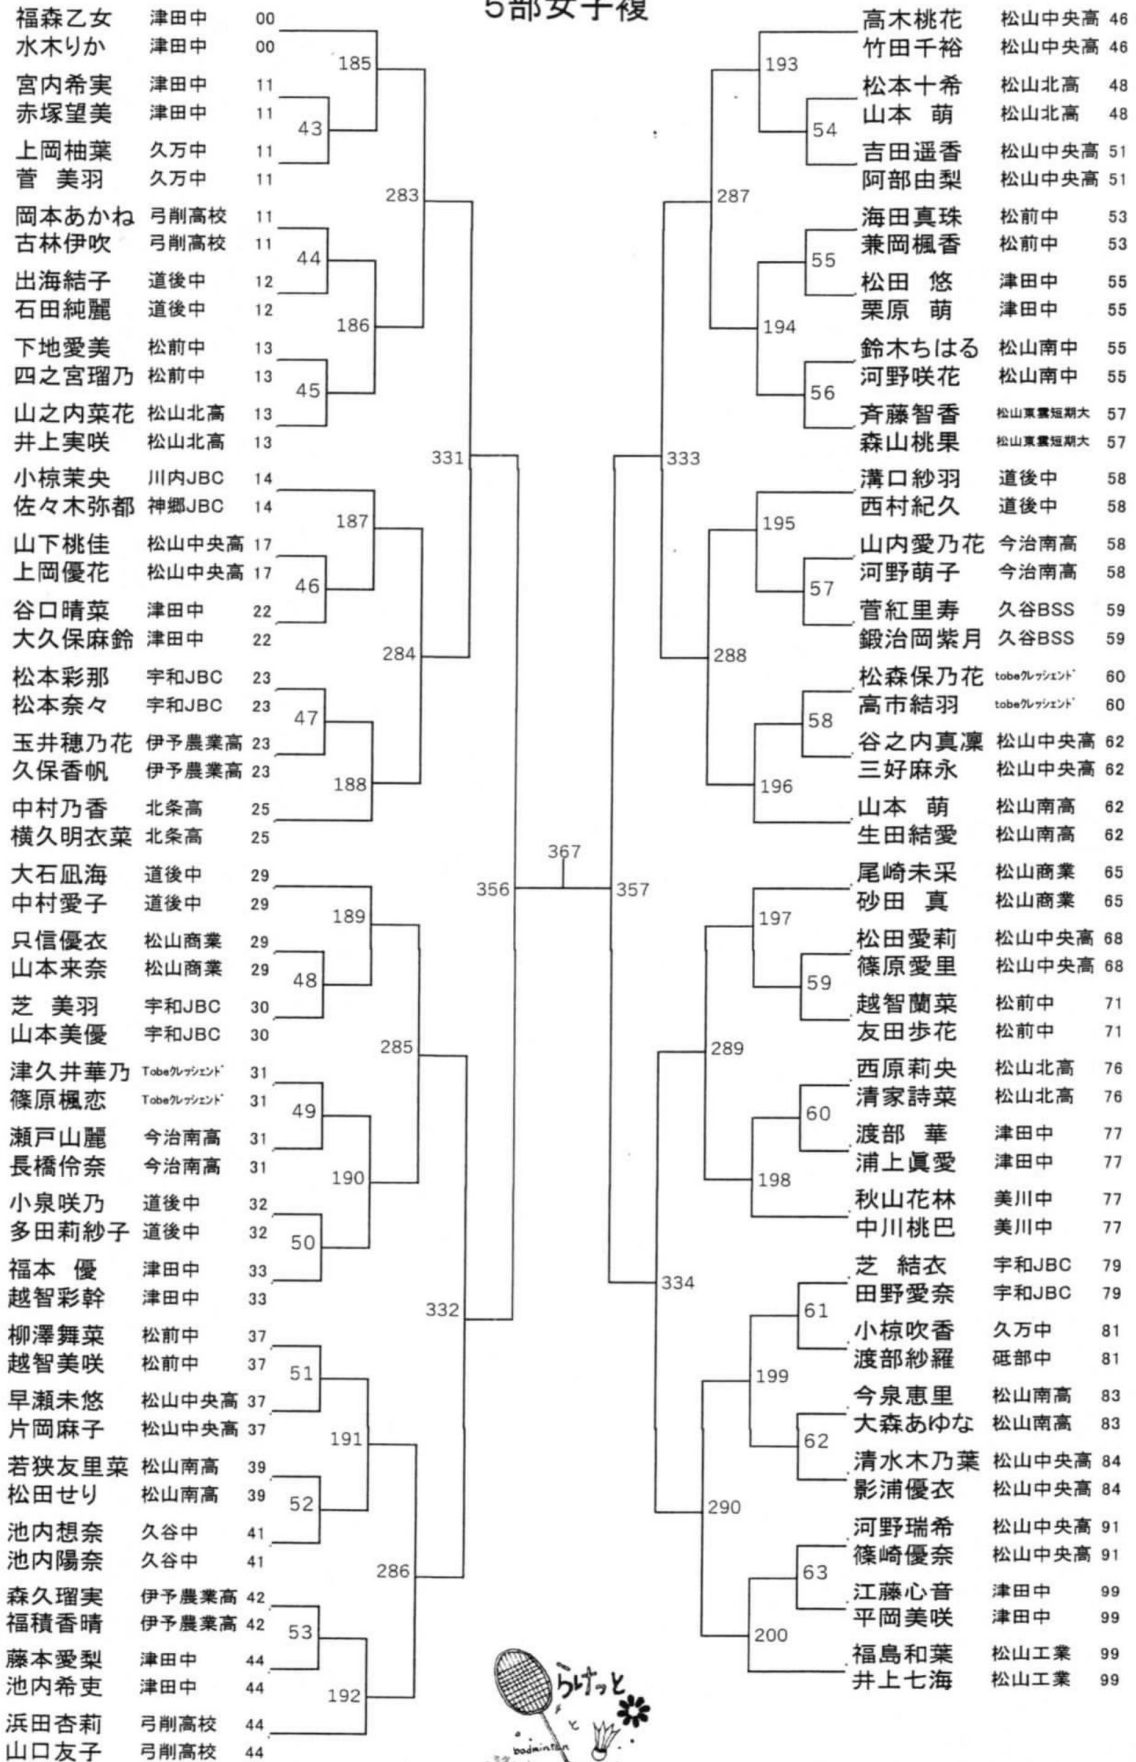 5部女子複
福森乙女 津田中 00
水木りか 津田中 00
185
宮内希実 津田中 11
赤塚望美 津田中 11
43
上岡柚葉 久万中 11
菅 美羽 久万中 11
283
岡本あかね 弓削高校 11
古林伊吹 弓削高校 11
44
出海結子 道後中 12
石田純麗 道後中 12
186
下地愛美 松前中 13
四之宮瑠乃 松前中 13
45
山之内菜花 松山北高 13
井上実咲 松山北高 13
331
小椋茉央 川内JBC 14
佐々木弥都 神郷JBC 14
187
山下桃佳 松山中央高 17
上岡優花 松山中央高 17
46
谷口晴菜 津田中 22
大久保麻鈴 津田中 22
284
松本彩那 宇和JBC 23
松本奈々 宇和JBC 23
47
玉井穂乃花 伊予農業高 23
久保香帆 伊予農業高 23
188
中村乃香 北条高 25
横久明衣菜 北条高 25
356
367
357
大石凪海 道後中 29
中村愛子 道後中 29
189
只信優衣 松山商業 29
山本来奈 松山商業 29
48
芝 美羽 宇和JBC 30
山本美優 宇和JBC 30
285
津久井華乃 Tobeクレッシェンド 31
篠原楓恋 Tobeクレッシェンド 31
49
瀬戸山麗 今治南高 31
長橋伶奈 今治南高 31
190
小泉咲乃 道後中 32
多田莉紗子 道後中 32
50
福本 優 津田中 33
越智彩幹 津田中 33
332
柳澤舞菜 松前中 37
越智美咲 松前中 37
51
早瀬未悠 松山中央高 37
片岡麻子 松山中央高 37
191
若狭友里菜 松山南高 39
松田せり 松山南高 39
52
池内想奈 久谷中 41
池内陽奈 久谷中 41
286
森久瑠実 伊予農業高 42
福積香晴 伊予農業高 42
53
藤本愛梨 津田中 44
池内希吏 津田中 44
192
浜田杏莉 弓削高校 44
山口友子 弓削高校 44
高木桃花 松山中央高 46
竹田千裕 松山中央高 46
193
松本十希 松山北高 48
山本 萌 松山北高 48
54
吉田遥香 松山中央高 51
阿部由梨 松山中央高 51
287
海田真珠 松前中 53
兼岡楓香 松前中 53
55
松田 悠 津田中 55
栗原 萌 津田中 55
194
鈴木ちはる 松山南中 55
河野咲花 松山南中 55
56
斉藤智香 松山東雲短期大 57
森山桃果 松山東雲短期大 57
333
溝口紗羽 道後中 58
西村紀久 道後中 58
195
山内愛乃花 今治南高 58
河野萌子 今治南高 58
57
菅紅里寿 久谷BSS 59
鍛治岡紫月 久谷BSS 59
288
松森保乃花 tobeクレッシェンド 60
高市結羽 tobeクレッシェンド 60
58
谷之内真凜 松山中央高 62
三好麻永 松山中央高 62
196
山本 萌 松山南高 62
生田結愛 松山南高 62
尾崎未采 松山商業 65
砂田 真 松山商業 65
197
松田愛莉 松山中央高 68
篠原愛里 松山中央高 68
59
越智蘭菜 松前中 71
友田歩花 松前中 71
289
西原莉央 松山北高 76
清家詩菜 松山北高 76
60
渡部 華 津田中 77
浦上眞愛 津田中 77
198
秋山花林 美川中 77
中川桃巴 美川中 77
334
芝 結衣 宇和JBC 79
田野愛奈 宇和JBC 79
61
小椋吹香 久万中 81
渡部紗羅 砥部中 81
199
今泉恵里 松山南高 83
大森あゆな 松山南高 83
62
清水木乃葉 松山中央高 84
影浦優衣 松山中央高 84
290
河野瑞希 松山中央高 91
篠崎優奈 松山中央高 91
63
江藤心音 津田中 99
平岡美咲 津田中 99
200
福島和葉 松山工業 99
井上七海 松山工業 99
らけっと
と
badminton